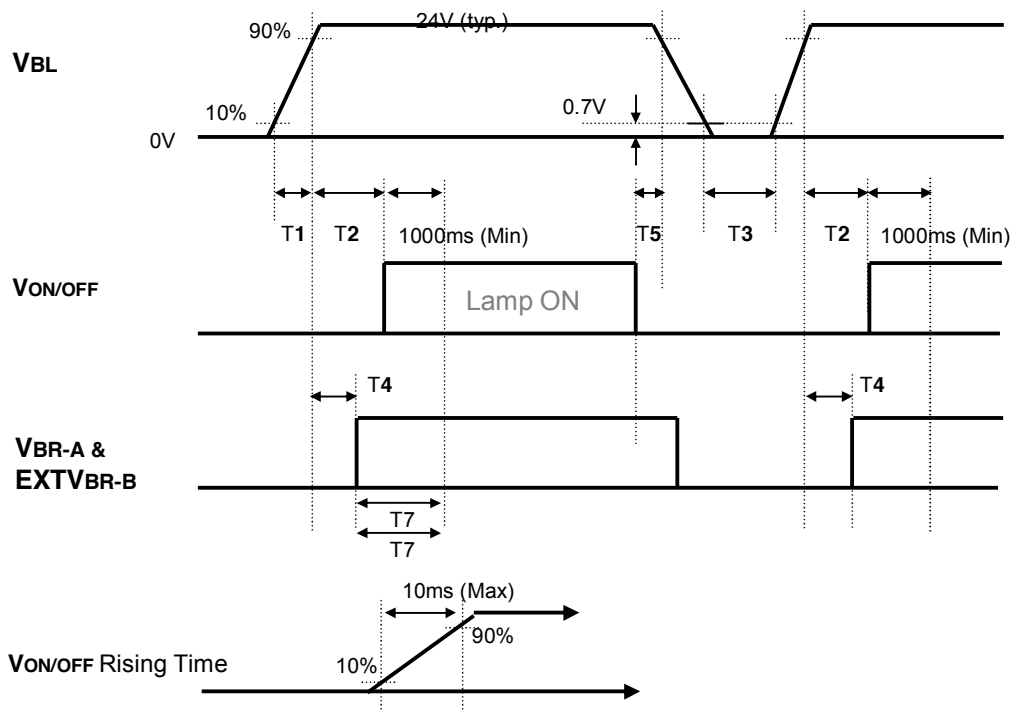 24V (typ.)
90%
VBL
10%
0.7V
0V
T1 T2 1000ms (Min) T5 T3 T2 1000ms (Min)
VON/OFF
Lamp ON
T4 T4
VBR-A &
EXTVBR-B
T7
T7
10ms (Max)
90%
VON/OFF Rising Time
10%